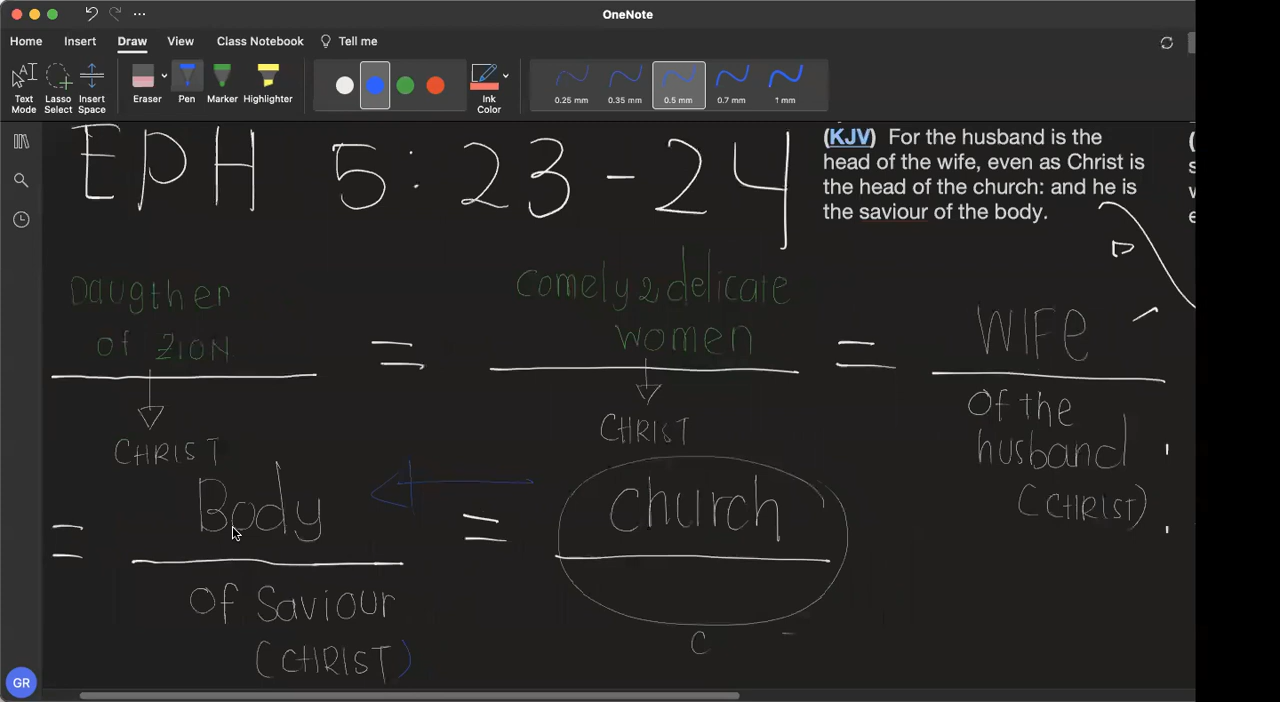 OneNote
Home Insert Draw View Class Notebook Tell me
Text Mode
Lasso Select
Insert Space
Eraser
Pen
Marker
Highlighter
Ink Color
0.25 mm
0.35 mm
0.5 mm
0.7 mm
1 mm
EPH 5:23-24
(KJV) For the husband is the
head of the wife, even as Christ is
the head of the church: and he is
the saviour of the body.
Daugther
of ZION
CHRIST
=
Comely & delicate
women
CHRIST
=
WIFe
Of the
husband
(CHRIST)
=
Body
Of Saviour
(CHRIST)
=
Church
C
GR